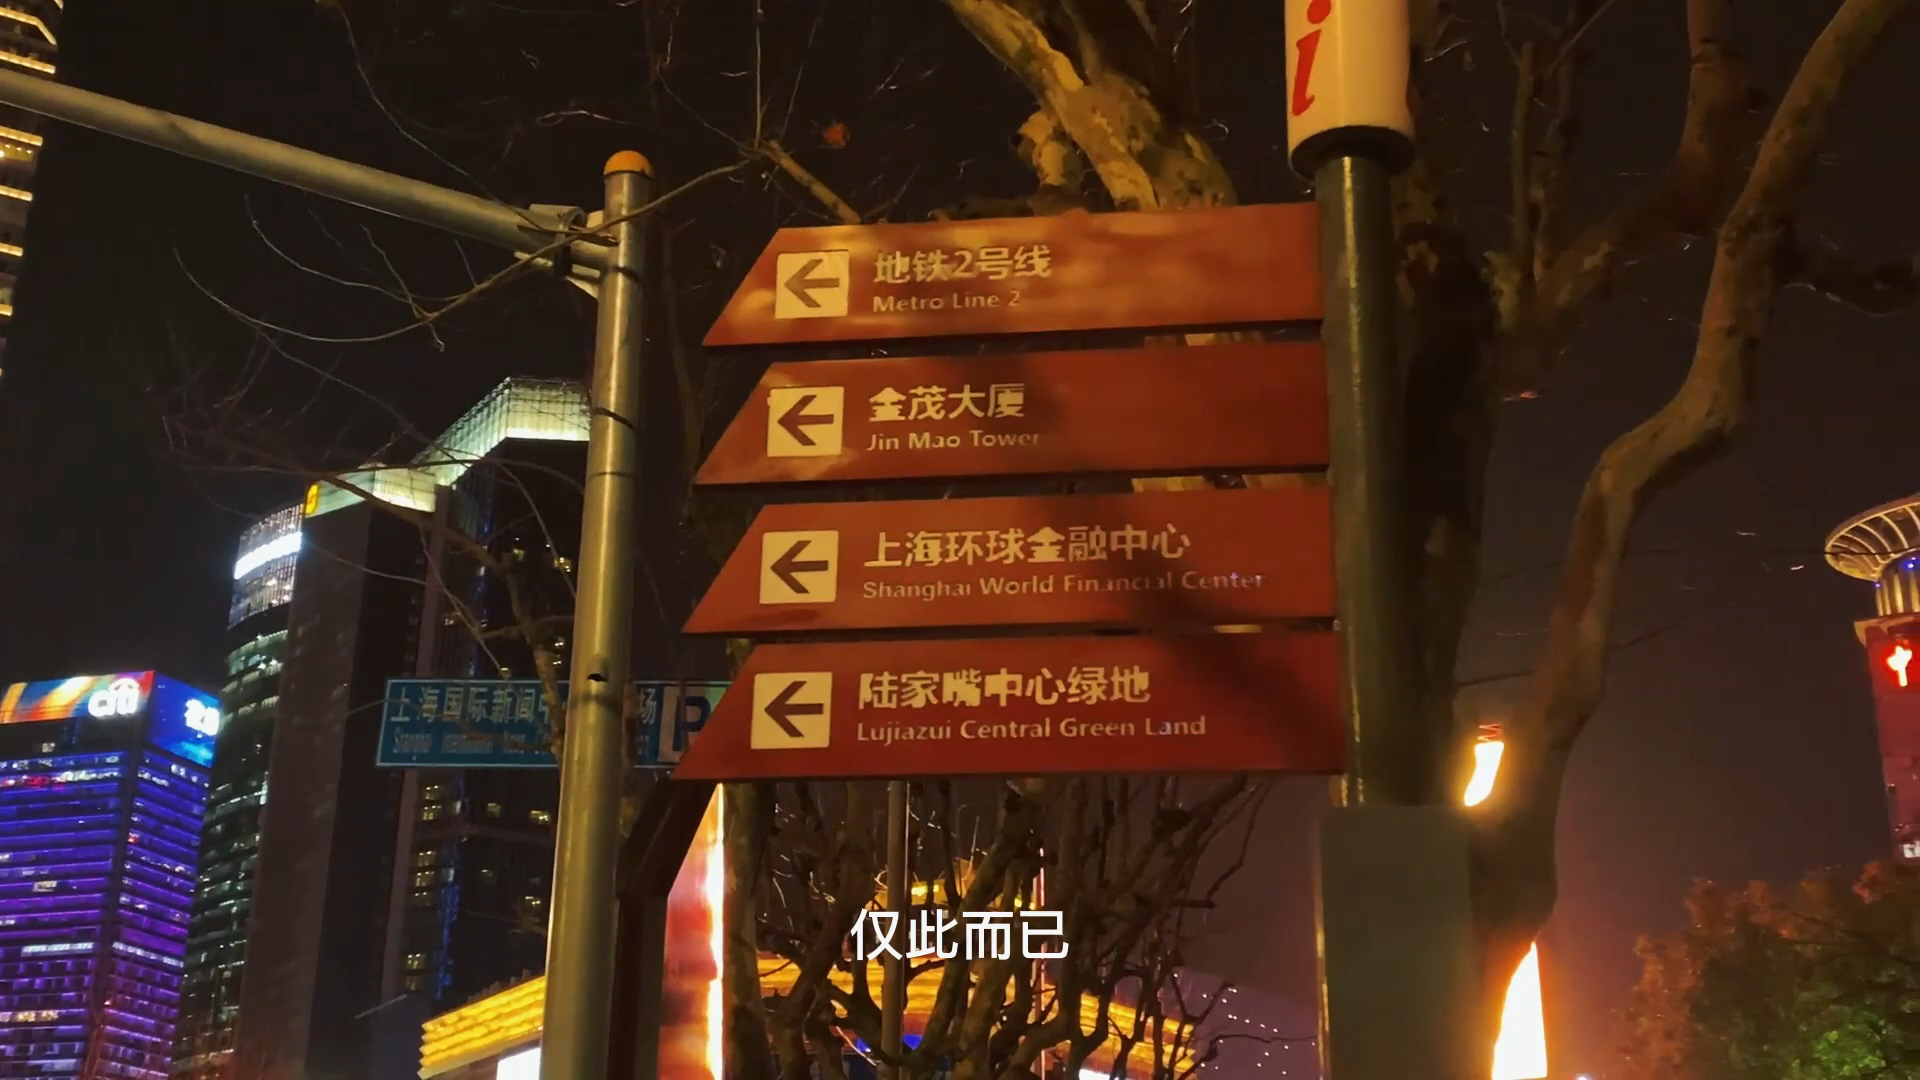 i
地铁2号线
Metro Line 2
金茂大厦
Jin Mao Tower
上海环球金融中心
Shanghai World Financial Center
陆家嘴中心绿地
Lujiazui Central Green Land
上海国际新闻中
场
P
citi
仅此而已